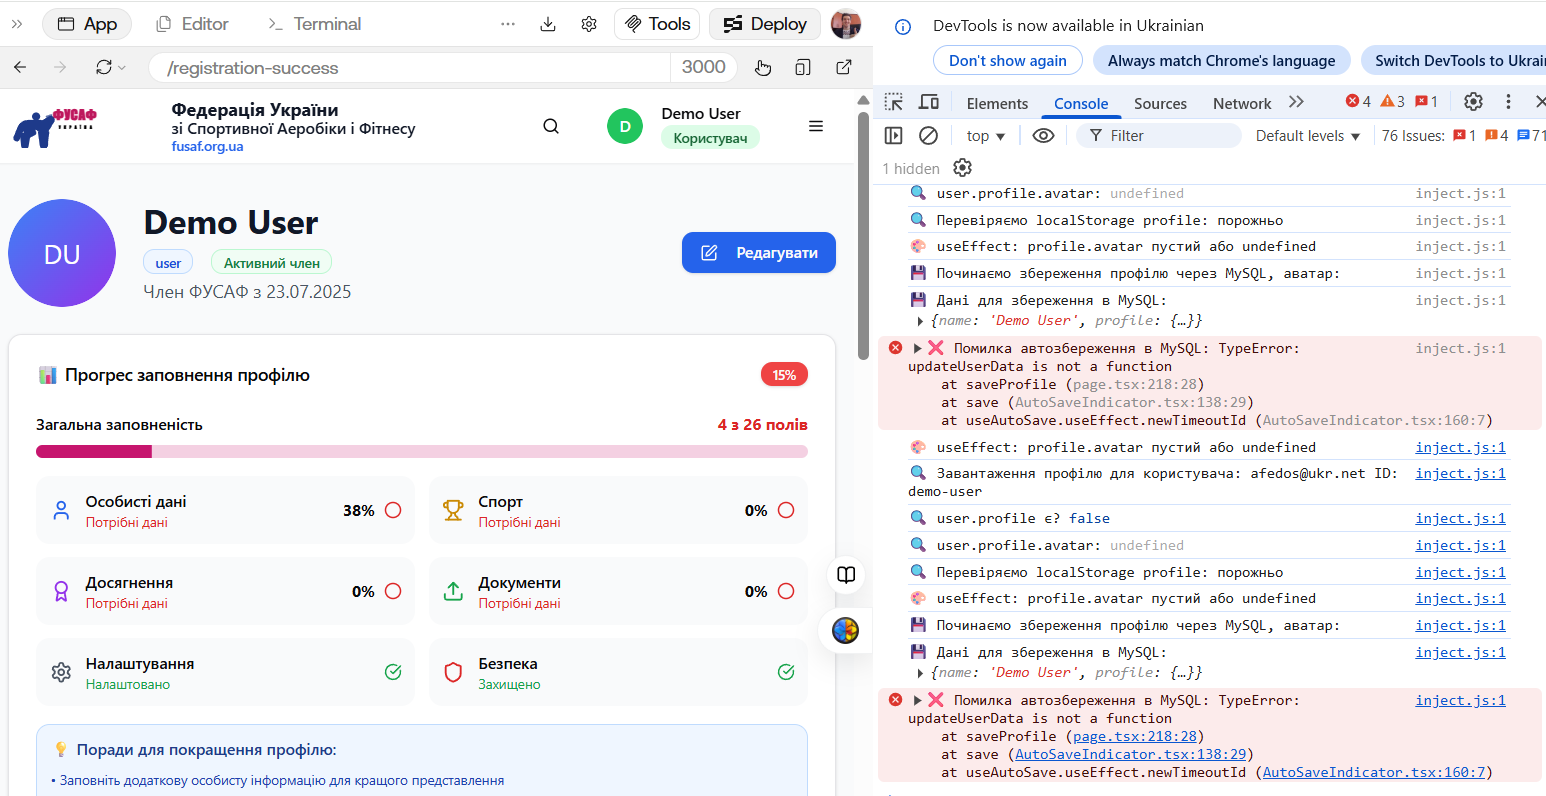 App
Editor
Terminal
Tools
Deploy
/registration-success
3000
ФУСАФ
УКРАЇНА
Федерація України
зі Спортивної Аеробіки і Фітнесу
fusaf.org.ua
D
Demo User
Користувач
DU
Demo User
user
Активний член
Член ФУСАФ з 23.07.2025
Редагувати
Прогрес заповнення профілю
15%
Загальна заповненість
4 з 26 полів
Особисті дані
Потрібні дані
38%
Спорт
Потрібні дані
0%
Досягнення
Потрібні дані
0%
Документи
Потрібні дані
0%
Налаштування
Налаштовано
Безпека
Захищено
Поради для покращення профілю:
• Заповніть додаткову особисту інформацію для кращого представлення
DevTools is now available in Ukrainian
Don't show again
Always match Chrome's language
Switch DevTools to Ukrai
Elements
Console
Sources
Network
4
3
1
top
Filter
Default levels
76 Issues:
1
4
71
1 hidden
user.profile.avatar: undefined inject.js:1
Перевіряємо localStorage profile: порожньо inject.js:1
useEffect: profile.avatar пустий або undefined inject.js:1
Починаємо збереження профілю через MySQL, аватар: inject.js:1
Дані для збереження в MySQL: inject.js:1
{name: 'Demo User', profile: {…}}
Помилка автозбереження в MySQL: TypeError: inject.js:1
updateUserData is not a function
at saveProfile (page.tsx:218:28)
at save (AutoSaveIndicator.tsx:138:29)
at useAutoSave.useEffect.newTimeoutId (AutoSaveIndicator.tsx:160:7)
useEffect: profile.avatar пустий або undefined inject.js:1
Завантаження профілю для користувача: afedos@ukr.net ID: inject.js:1
demo-user
user.profile є? false inject.js:1
user.profile.avatar: undefined inject.js:1
Перевіряємо localStorage profile: порожньо inject.js:1
useEffect: profile.avatar пустий або undefined inject.js:1
Починаємо збереження профілю через MySQL, аватар: inject.js:1
Дані для збереження в MySQL: inject.js:1
{name: 'Demo User', profile: {…}}
Помилка автозбереження в MySQL: TypeError: inject.js:1
updateUserData is not a function
at saveProfile (page.tsx:218:28)
at save (AutoSaveIndicator.tsx:138:29)
at useAutoSave.useEffect.newTimeoutId (AutoSaveIndicator.tsx:160:7)